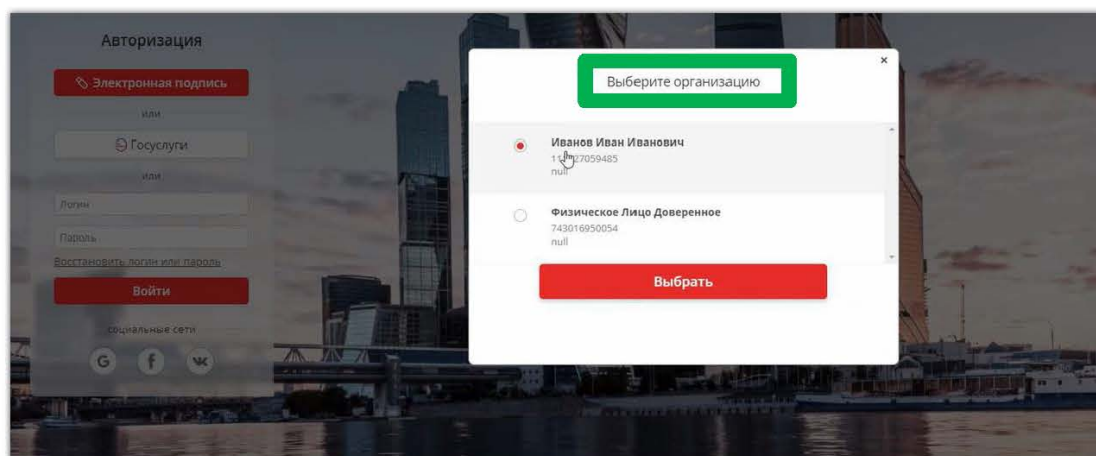 Авторизация
Электронная подпись
или
Госуслуги
или
Логин
Пароль
Восстановить логин или пароль
Войти
социальные сети
G f
Выберите организацию
×
Иванов Иван Иванович
27059485
null
Физическое Лицо Доверенное
743016950054
null
Выбрать